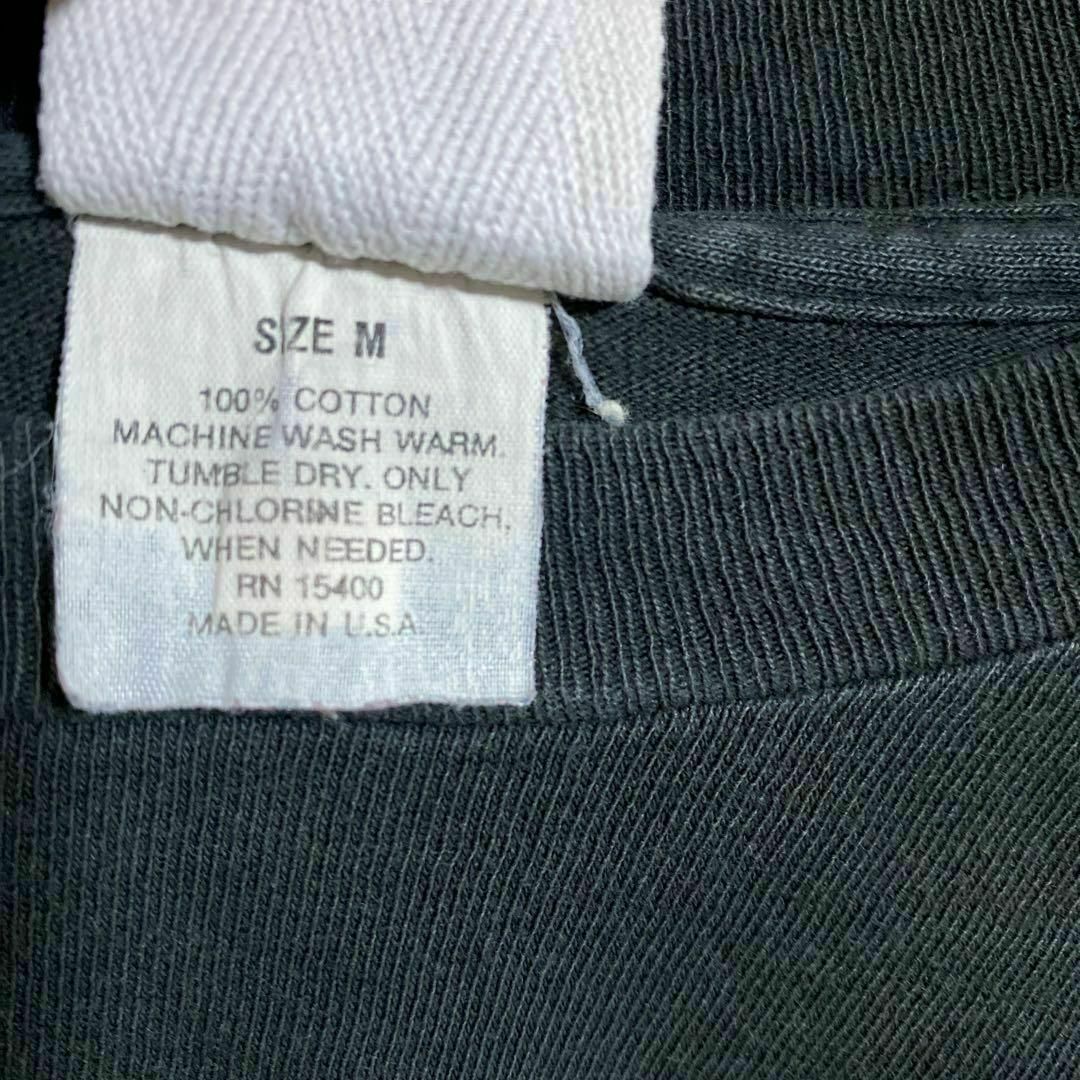 SIZE M
100% COTTON
MACHINE WASH WARM.
TUMBLE DRY. ONLY
NON-CHLORINE BLEACH,
WHEN NEEDED.
RN 15400
MADE IN U.S.A.